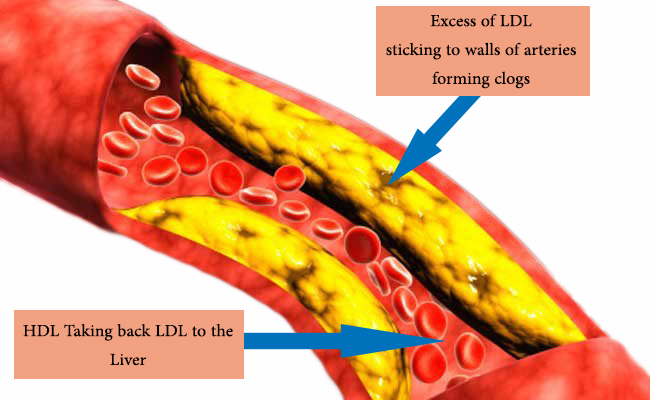 Excess of LDL
sticking to walls of arteries
forming clogs
HDL Taking back LDL to the
Liver